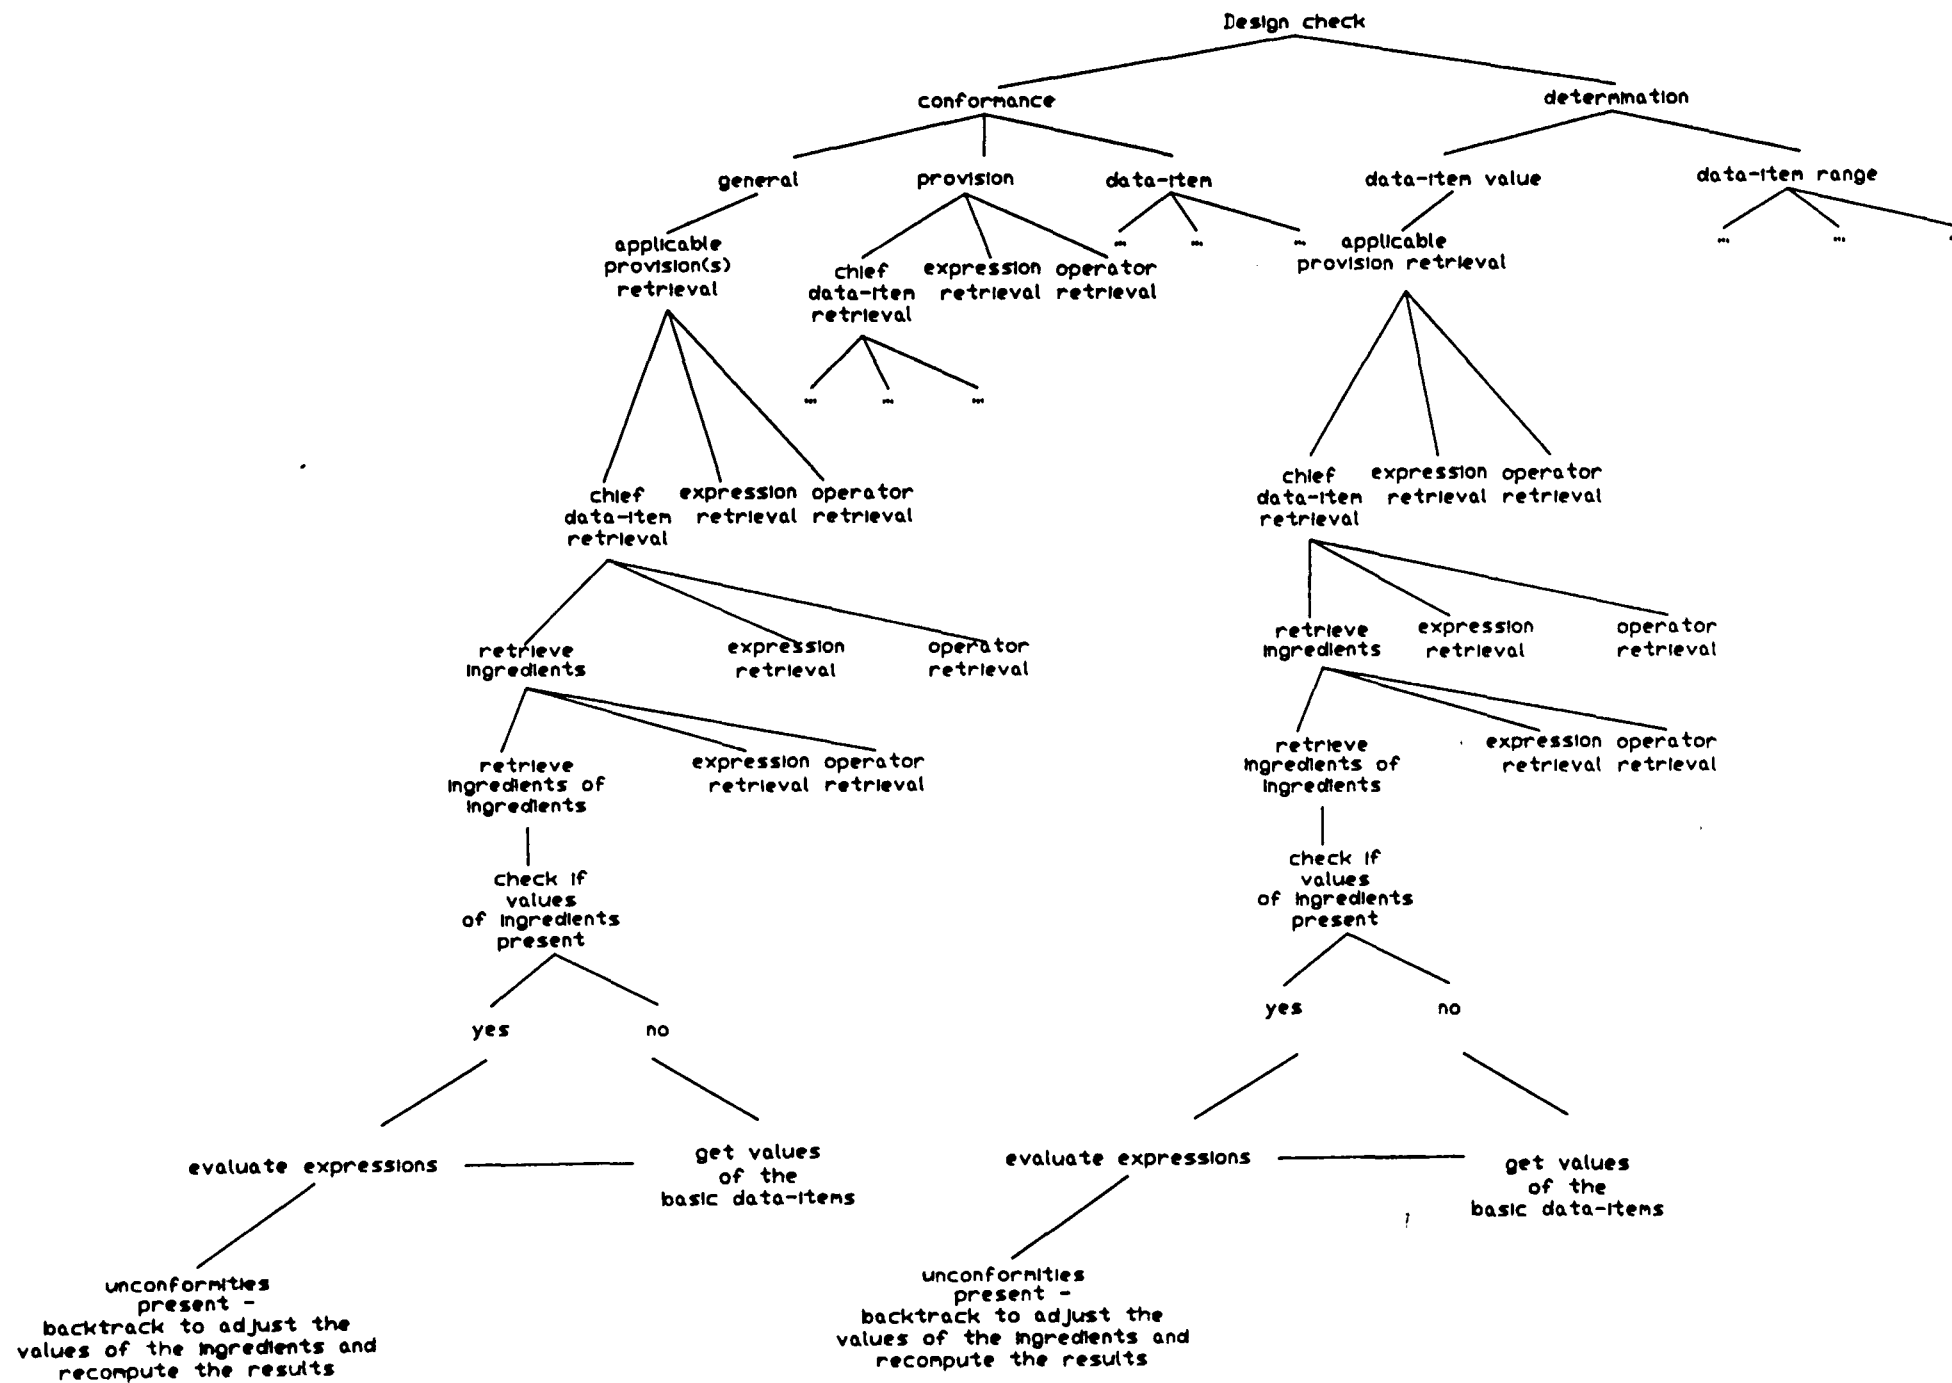 Design check
conformance
determination
general
provision
data-item
data-item value
data-item range
applicable
provision(s)
retrieval
chief
data-item
retrieval
expression
retrieval
operator
retrieval
...
...
...
applicable
provision retrieval
...
...
...
...
...
chief
data-item
retrieval
expression
retrieval
operator
retrieval
chief
data-item
retrieval
expression
retrieval
operator
retrieval
retrieve
ingredients
expression
retrieval
operator
retrieval
retrieve
ingredients
expression
retrieval
operator
retrieval
retrieve
ingredients of
ingredients
expression
retrieval
operator
retrieval
retrieve
ingredients of
ingredients
expression
retrieval
operator
retrieval
check if
values
of ingredients
present
check if
values
of ingredients
present
yes
no
yes
no
evaluate expressions
get values
of the
basic data-items
evaluate expressions
get values
of the
basic data-items
unconformities
present -
backtrack to adjust the
values of the ingredients and
recompute the results
unconformities
present -
backtrack to adjust the
values of the ingredients and
recompute the results